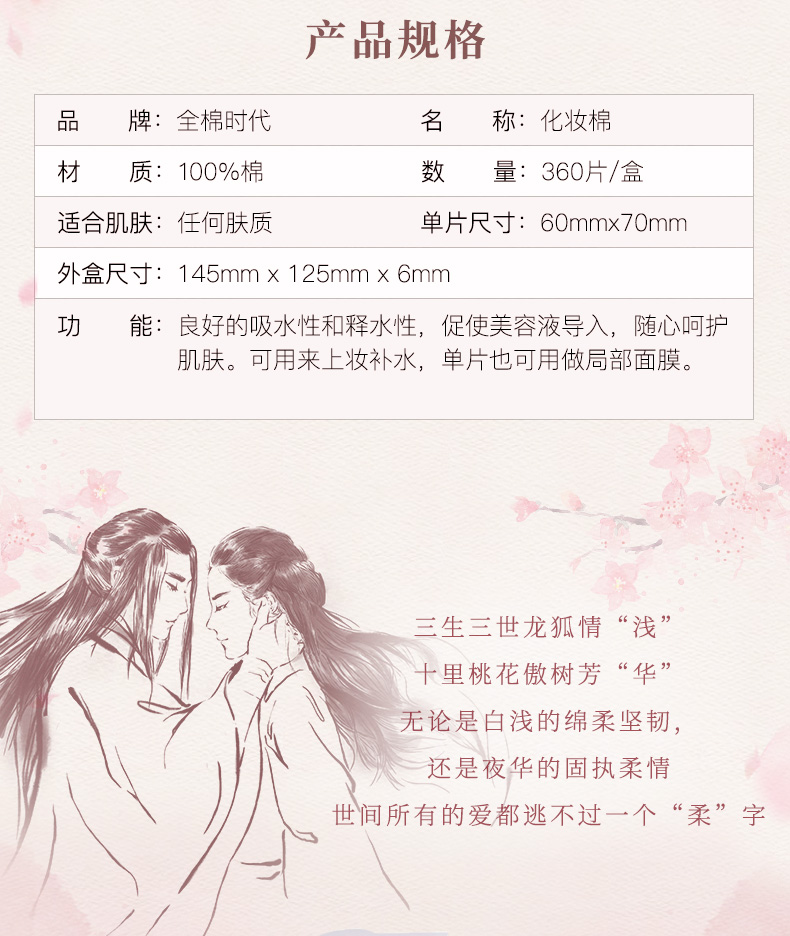 产品规格
品 牌：全棉时代 名 称：化妆棉
材 质：100%棉 数 量：360片/盒
适合肌肤：任何肤质 单片尺寸：60mmx70mm
外盒尺寸：145mm x 125mm x 6mm
功 能：良好的吸水性和释水性，促使美容液导入，随心呵护
肌肤。可用来上妆补水，单片也可用做局部面膜。
三生三世龙狐情“浅”
十里桃花傲树芳“华”
无论是白浅的绵柔坚韧，
还是夜华的固执柔情
世间所有的爱都逃不过一个“柔”字